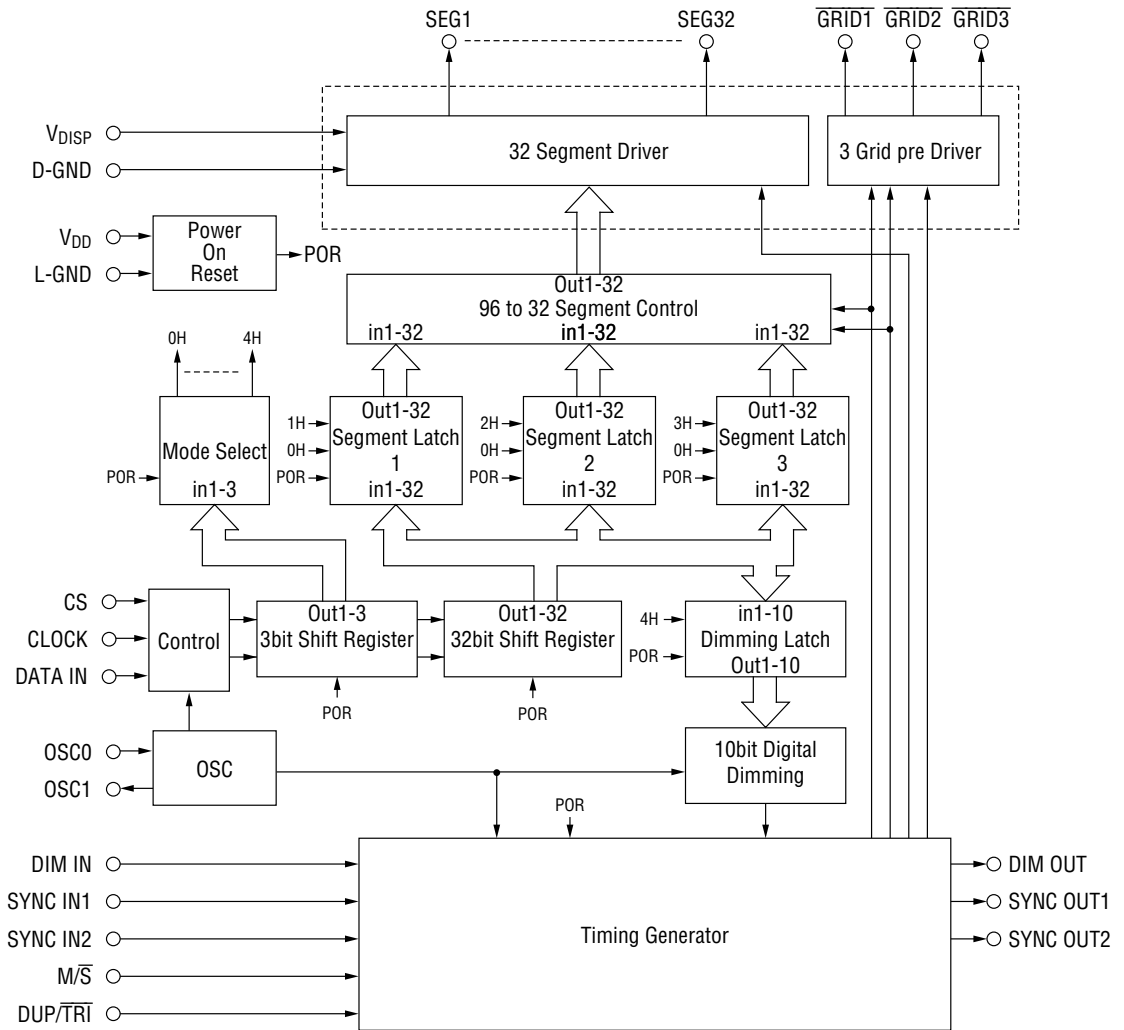 SEG1 SEG32 GRID1 GRID2 GRID3
VDISP
D-GND
32 Segment Driver
3 Grid pre Driver
VDD
L-GND
Power
On
Reset
POR
Out1-32
96 to 32 Segment Control
in1-32 in1-32 in1-32
0H 4H
Mode Select
in1-3
POR
1H
0H
POR
Out1-32
Segment Latch
1
in1-32
2H
0H
POR
Out1-32
Segment Latch
2
in1-32
3H
0H
POR
Out1-32
Segment Latch
3
in1-32
CS
CLOCK
DATA IN
Control
Out1-3
3bit Shift Register
POR
Out1-32
32bit Shift Register
POR
4H
POR
in1-10
Dimming Latch
Out1-10
OSC0
OSC1
OSC
10bit Digital
Dimming
POR
DIM IN
SYNC IN1
SYNC IN2
M/S
DUP/TRI
Timing Generator
DIM OUT
SYNC OUT1
SYNC OUT2